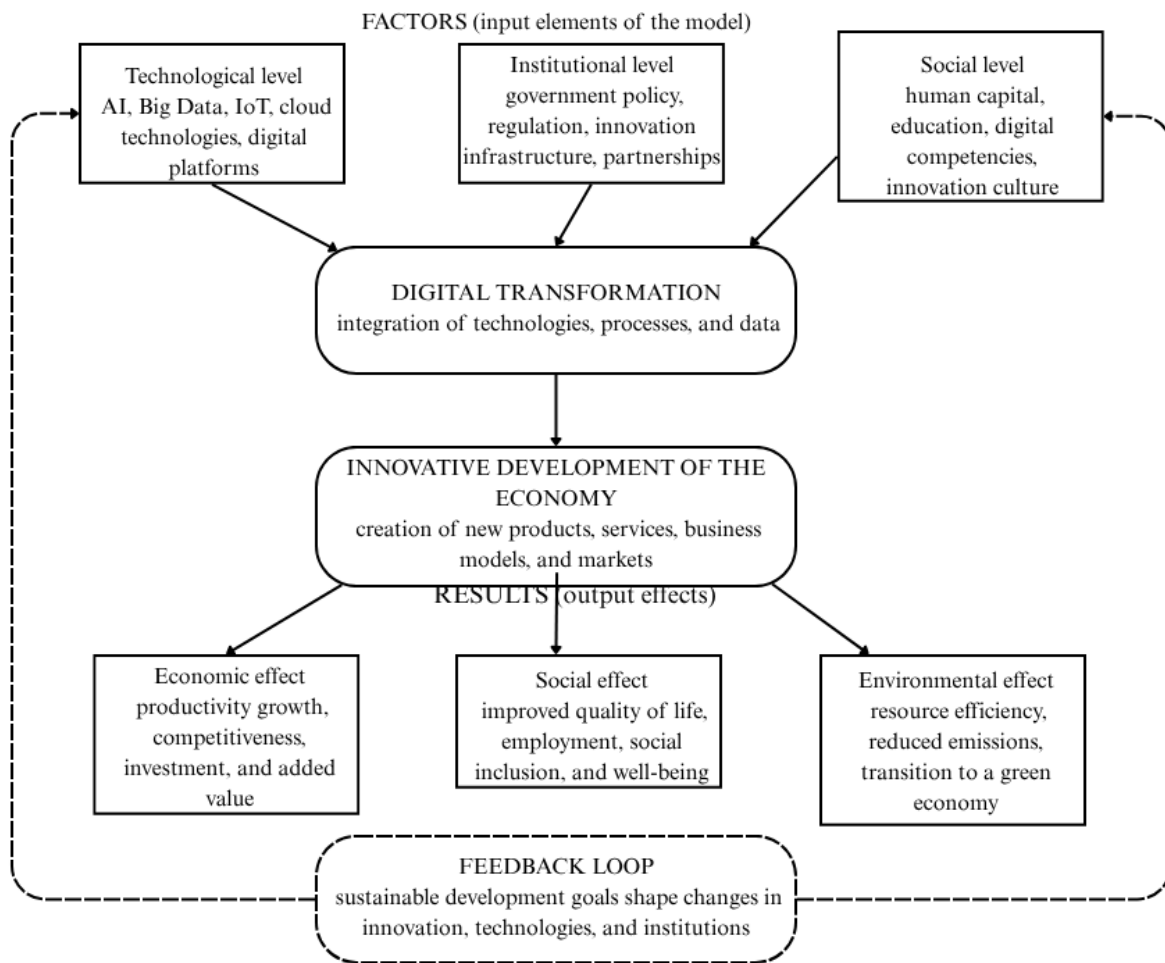 FACTORS (input elements of the model)
Technological level
AI, Big Data, IoT, cloud
technologies, digital
platforms
Institutional level
government policy,
regulation, innovation
infrastructure, partnerships
Social level
human capital,
education, digital
competencies,
innovation culture
DIGITAL TRANSFORMATION
integration of technologies, processes, and data
INNOVATIVE DEVELOPMENT OF THE
ECONOMY
creation of new products, services, business
models, and markets
RESULTS (output effects)
Economic effect
productivity growth,
competitiveness,
investment, and added
value
Social effect
improved quality of life,
employment, social
inclusion, and well-being
Environmental effect
resource efficiency,
reduced emissions,
transition to a green
economy
FEEDBACK LOOP
sustainable development goals shape changes in
innovation, technologies, and institutions